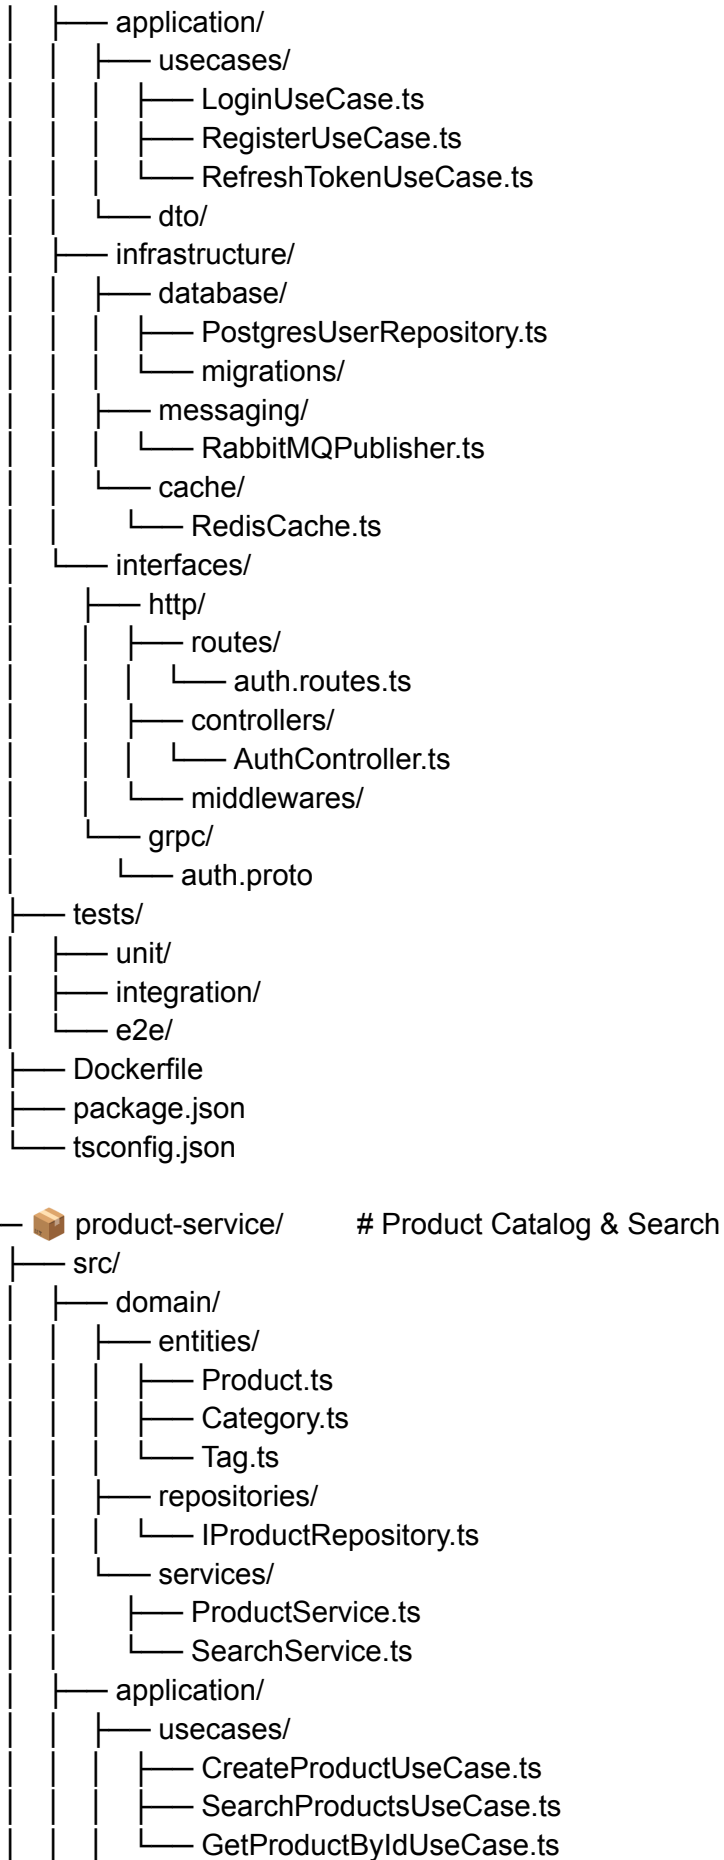 │   ├── application/
│   │   ├── usecases/
│   │   │   ├── LoginUseCase.ts
│   │   │   ├── RegisterUseCase.ts
│   │   │   └── RefreshTokenUseCase.ts
│   │   └── dto/
│   ├── infrastructure/
│   │   ├── database/
│   │   │   ├── PostgresUserRepository.ts
│   │   │   └── migrations/
│   │   ├── messaging/
│   │   │   └── RabbitMQPublisher.ts
│   │   └── cache/
│   │       └── RedisCache.ts
│   └── interfaces/
│       ├── http/
│       │   ├── routes/
│       │   │   └── auth.routes.ts
│       │   ├── controllers/
│       │   │   └── AuthController.ts
│       │   └── middlewares/
│       └── grpc/
│           └── auth.proto
├── tests/
│   ├── unit/
│   ├── integration/
│   └── e2e/
├── Dockerfile
├── package.json
└── tsconfig.json
─ 📦 product-service/          # Product Catalog & Search
├── src/
│   ├── domain/
│   │   ├── entities/
│   │   │   ├── Product.ts
│   │   │   ├── Category.ts
│   │   │   └── Tag.ts
│   │   ├── repositories/
│   │   │   └── IProductRepository.ts
│   │   └── services/
│   │       ├── ProductService.ts
│   │       └── SearchService.ts
│   ├── application/
│   │   ├── usecases/
│   │   │   ├── CreateProductUseCase.ts
│   │   │   ├── SearchProductsUseCase.ts
│   │   │   └── GetProductByIdUseCase.ts